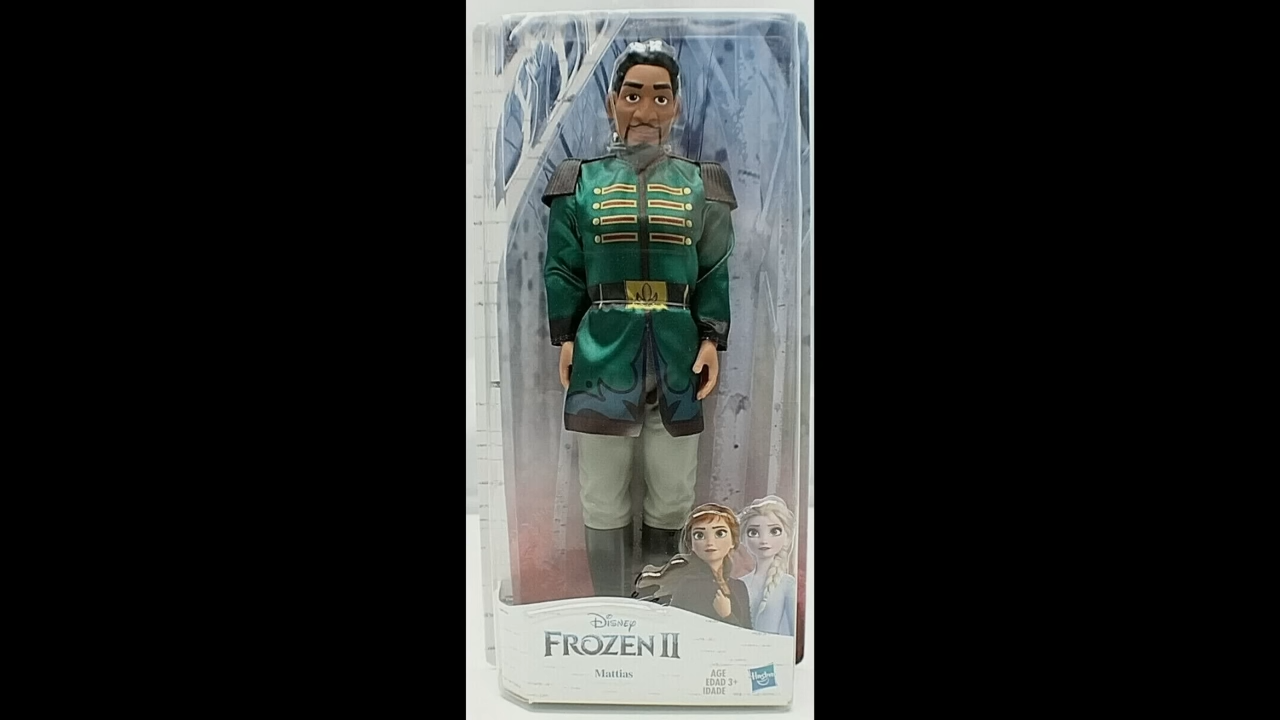 Disney
FROZEN II
Mattias
AGE
EDAD 3+
IDADE
Hasbro